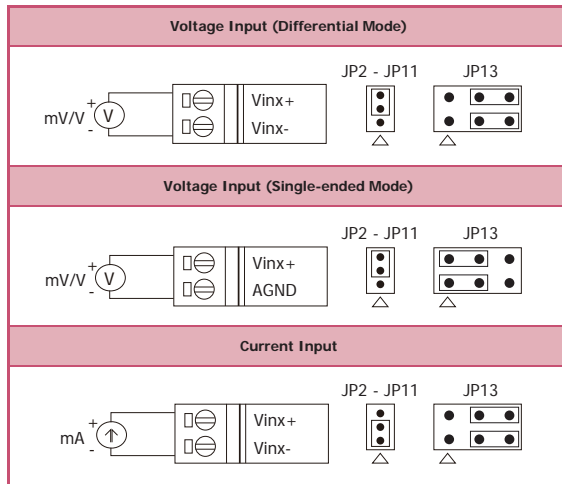 Voltage Input (Differential Mode)
JP2 - JP11
JP13
+
mV/V
V
-
Vinx+
Vinx-
Voltage Input (Single-ended Mode)
JP2 - JP11
JP13
+
mV/V
V
-
Vinx+
AGND
Current Input
JP2 - JP11
JP13
+
mA
-
Vinx+
Vinx-